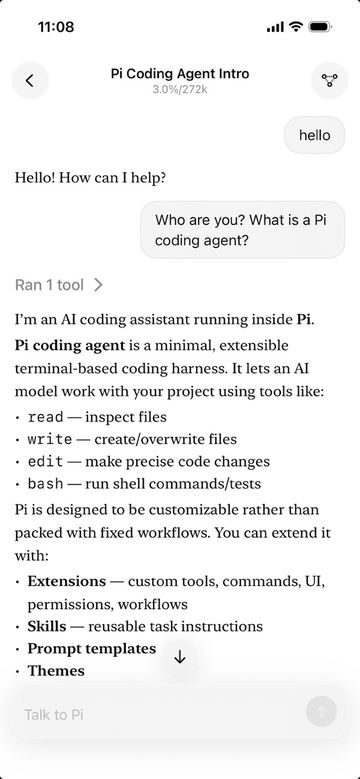 11:08
Pi Coding Agent Intro
3.0%/272k
hello
Hello! How can I help?
Who are you? What is a Pi
coding agent?
Ran 1 tool
I'm an AI coding assistant running inside Pi.
Pi coding agent is a minimal, extensible
terminal-based coding harness. It lets an AI
model work with your project using tools like:
• read — inspect files
• write — create/overwrite files
• edit — make precise code changes
• bash — run shell commands/tests
Pi is designed to be customizable rather than
packed with fixed workflows. You can extend it
with:
• Extensions — custom tools, commands, UI,
permissions, workflows
• Skills — reusable task instructions
• Prompt templates
• Themes
Talk to Pi